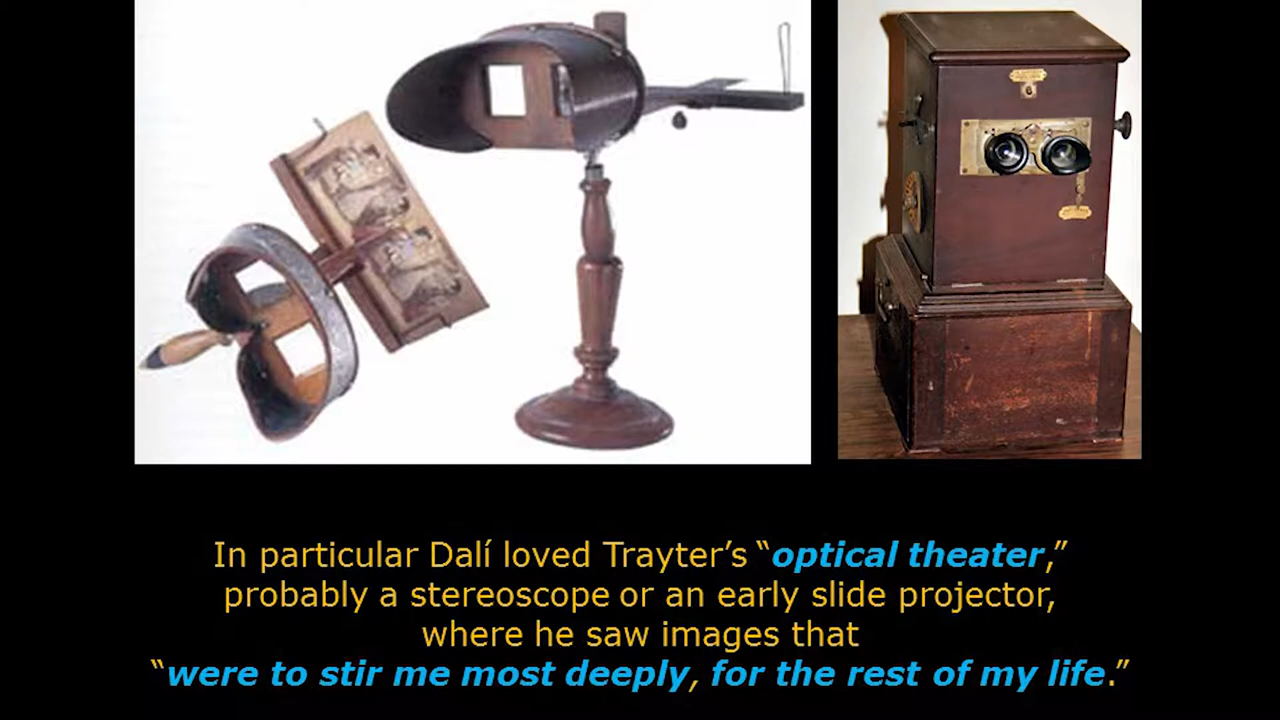 In particular Dalí loved Trayter’s “optical theater,”
probably a stereoscope or an early slide projector,
where he saw images that
“were to stir me most deeply, for the rest of my life.”